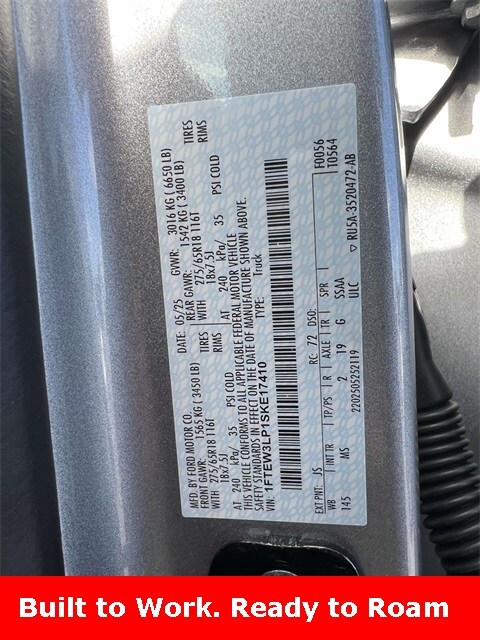 MFD. BY FORD MOTOR CO.
DATE: 05/25 GVWR: 3016 KG ( 6650 LB)
FRONT GAWR: 1565 KG ( 3450 LB) REAR GAWR: 1542 KG ( 3400 LB)
275/65R18 116T TIRES WITH 275/65R18 116T TIRES
18x7.5J RIMS 18x7.5J RIMS
AT 240 kPa/ 35 PSI COLD AT 240 kPa/ 35 PSI COLD
THIS VEHICLE CONFORMS TO ALL APPLICABLE FEDERAL MOTOR VEHICLE
SAFETY STANDARDS IN EFFECT ON THE DATE OF MANUFACTURE SHOWN ABOVE.
VIN: 1FTEW3LP1SKE17410 TYPE: Truck
F0056
T0564
EXT PNT: JS RC: 72 DSO:
WB INT TR TP/PS R AXLE TR SPR
145 MS 2 19 G SSAA
ULC
2202505252119
▽ RU5A-3520472-AB
Built to Work. Ready to Roam